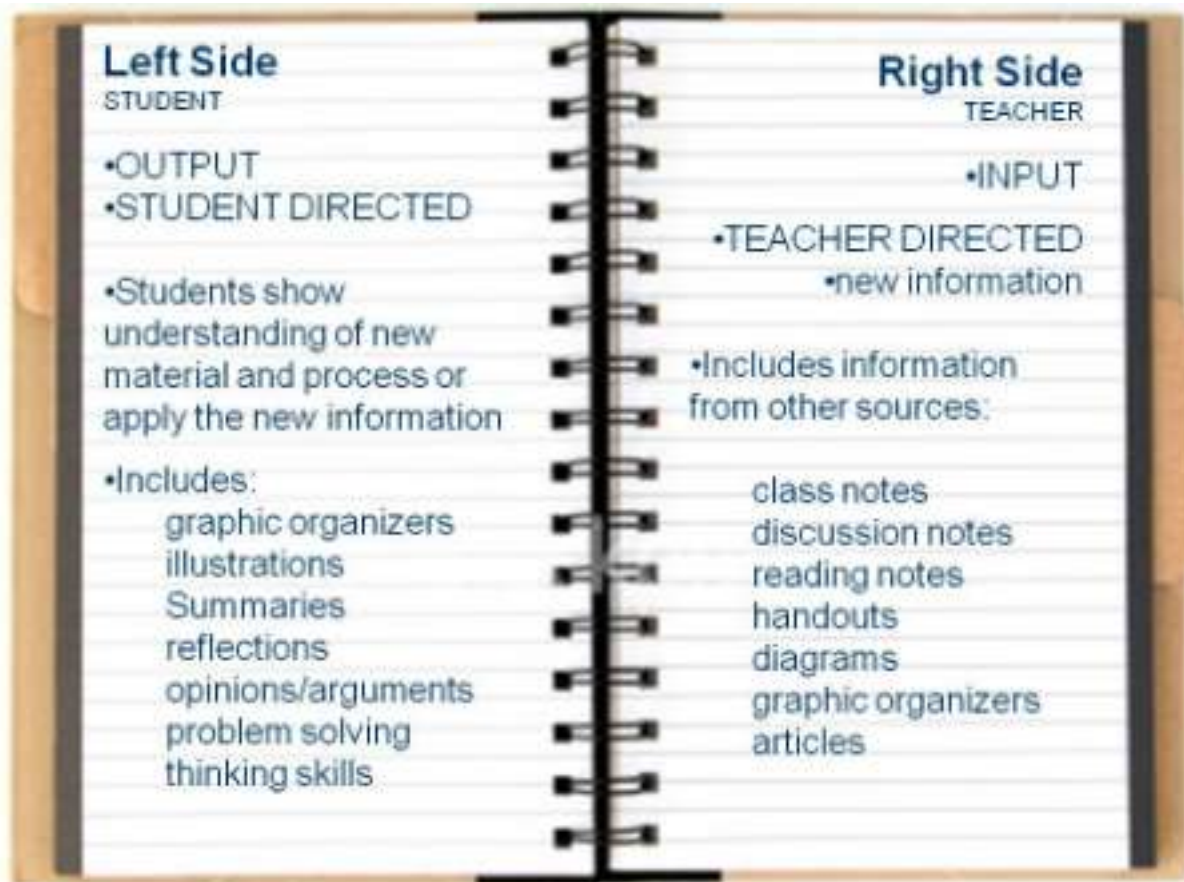 Left Side
STUDENT
•OUTPUT
•STUDENT DIRECTED
•Students show
understanding of new
material and process or
apply the new information
•Includes:
graphic organizers
illustrations
Summaries
reflections
opinions/arguments
problem solving
thinking skills
Right Side
TEACHER
•INPUT
•TEACHER DIRECTED
•new information
•Includes information
from other sources:
class notes
discussion notes
reading notes
handouts
diagrams
graphic organizers
articles